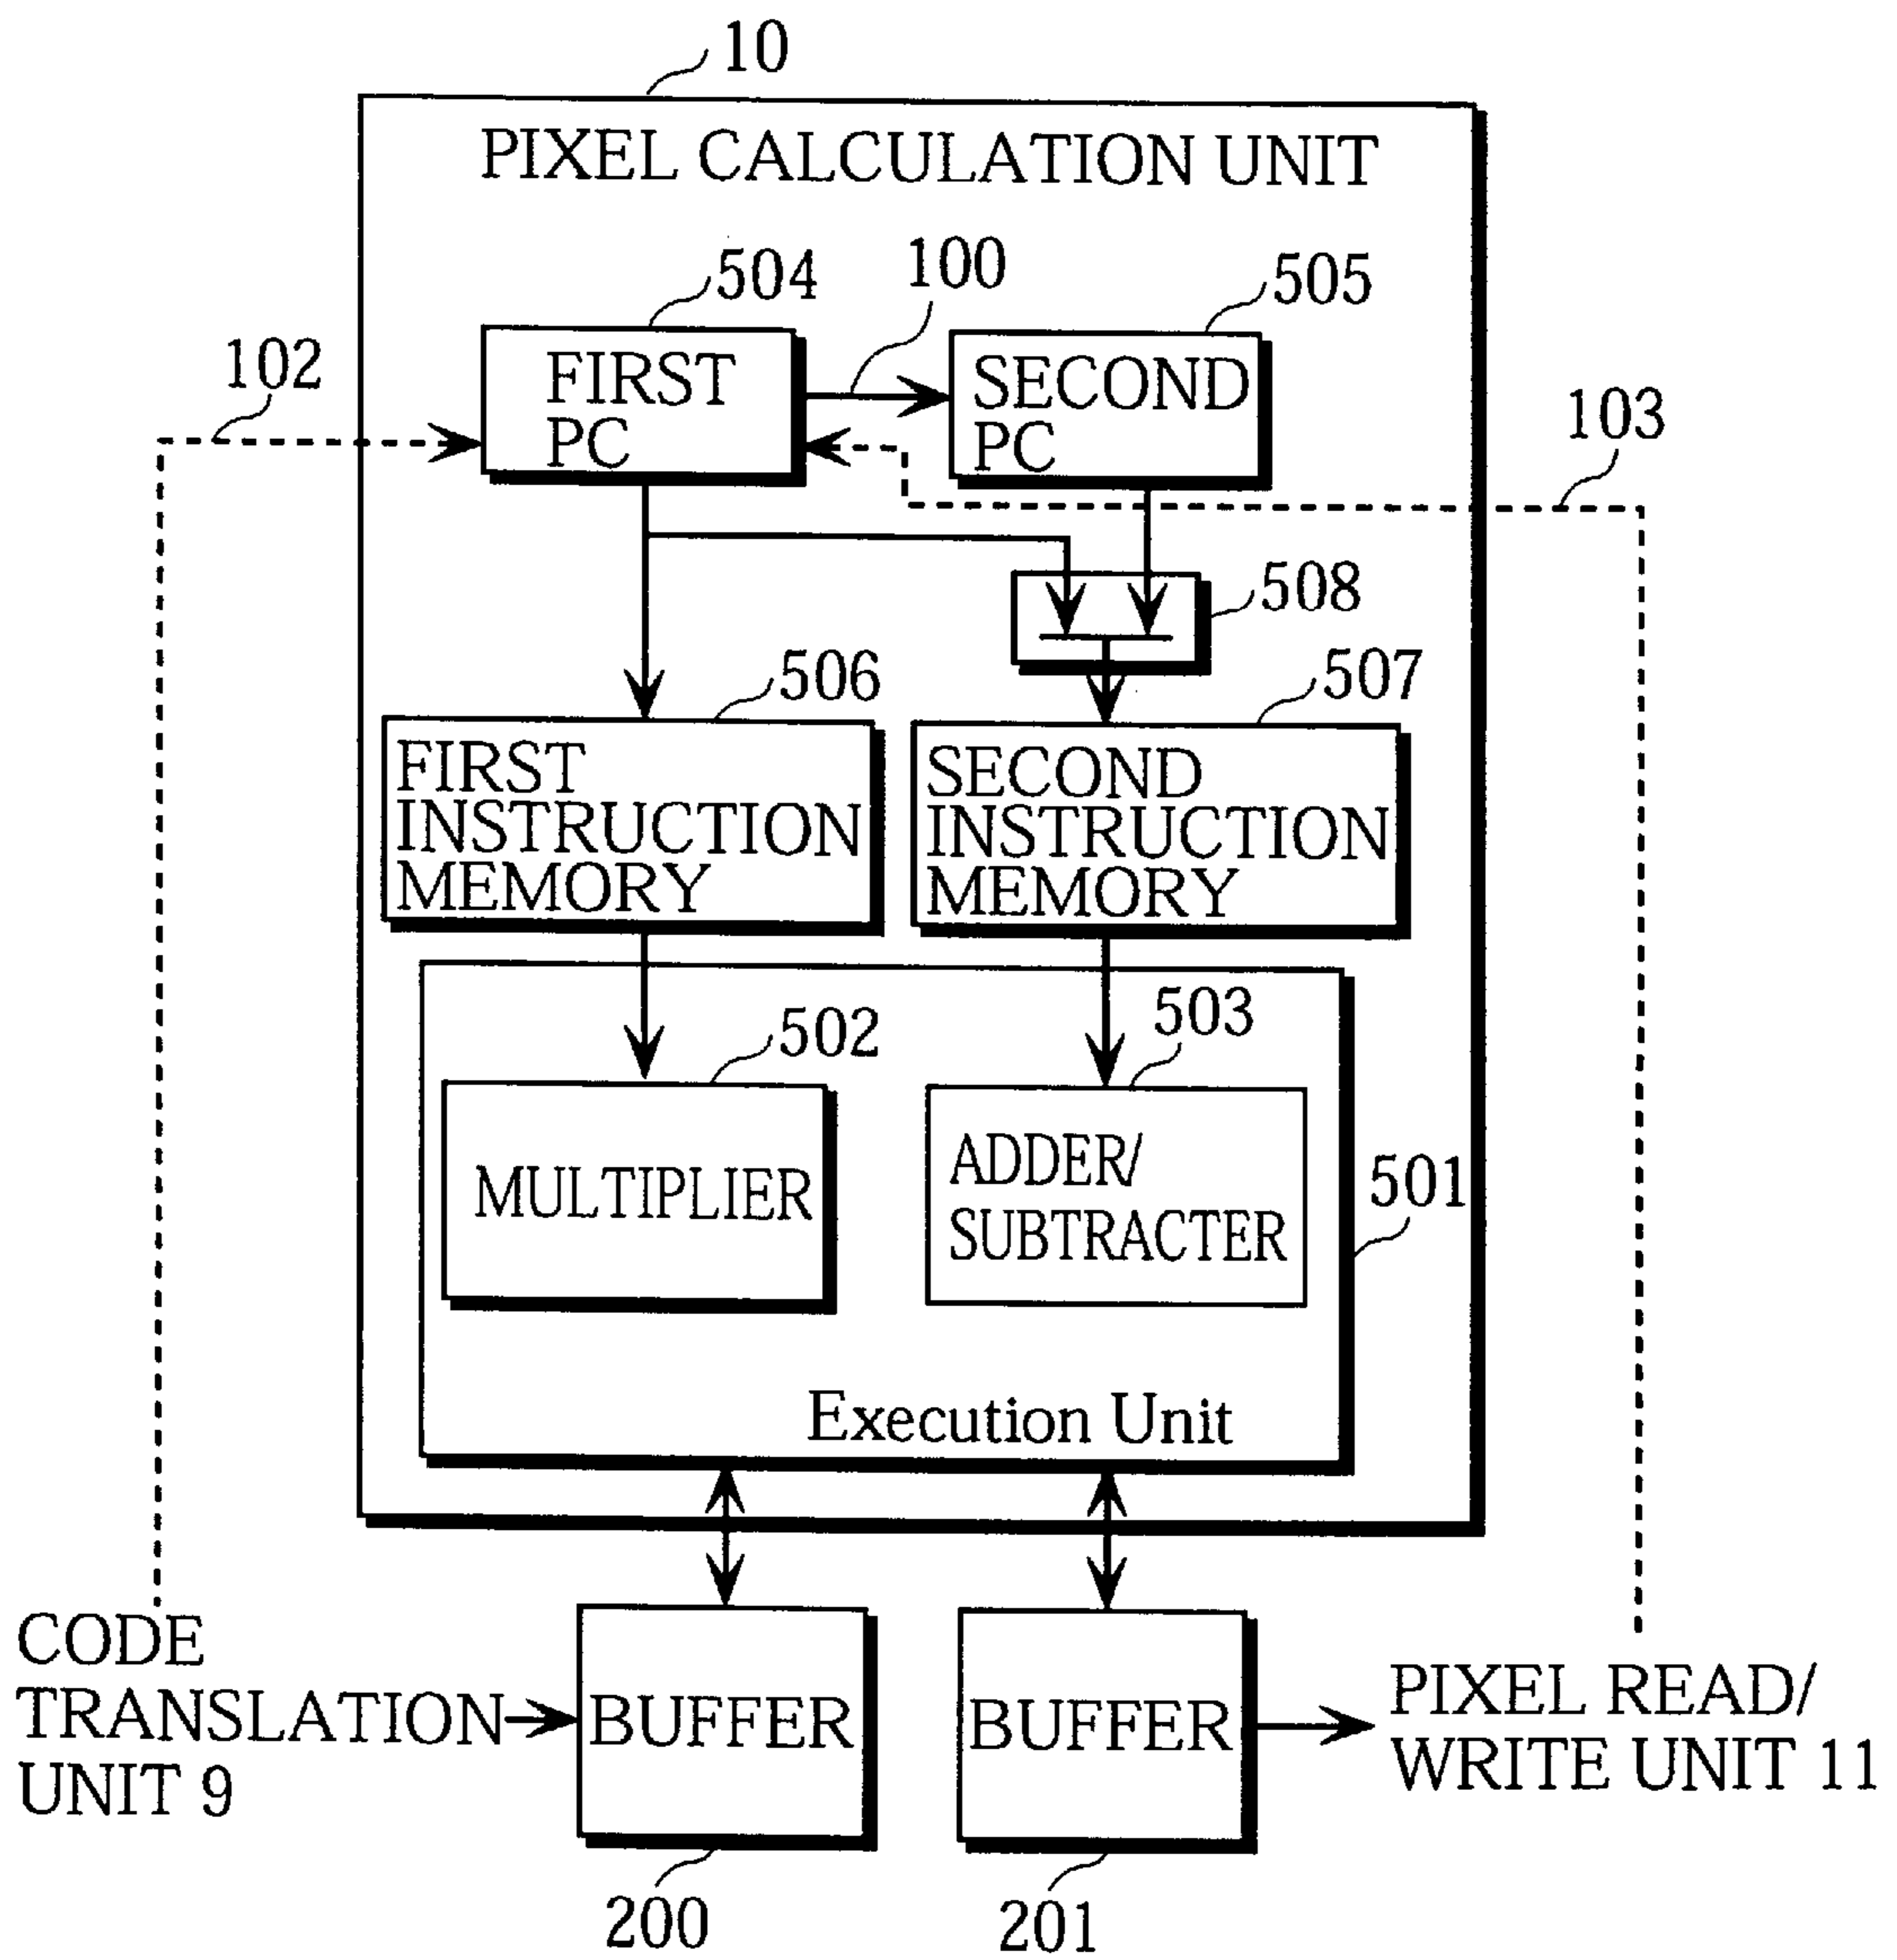 10
PIXEL CALCULATION UNIT
504
100
505
102
FIRST
PC
SECOND
PC
103
508
506
507
FIRST
INSTRUCTION
MEMORY
SECOND
INSTRUCTION
MEMORY
502
503
MULTIPLIER
ADDER/
SUBTRACTER
501
Execution Unit
CODE
TRANSLATION
UNIT 9
BUFFER
BUFFER
PIXEL READ/
WRITE UNIT 11
200
201